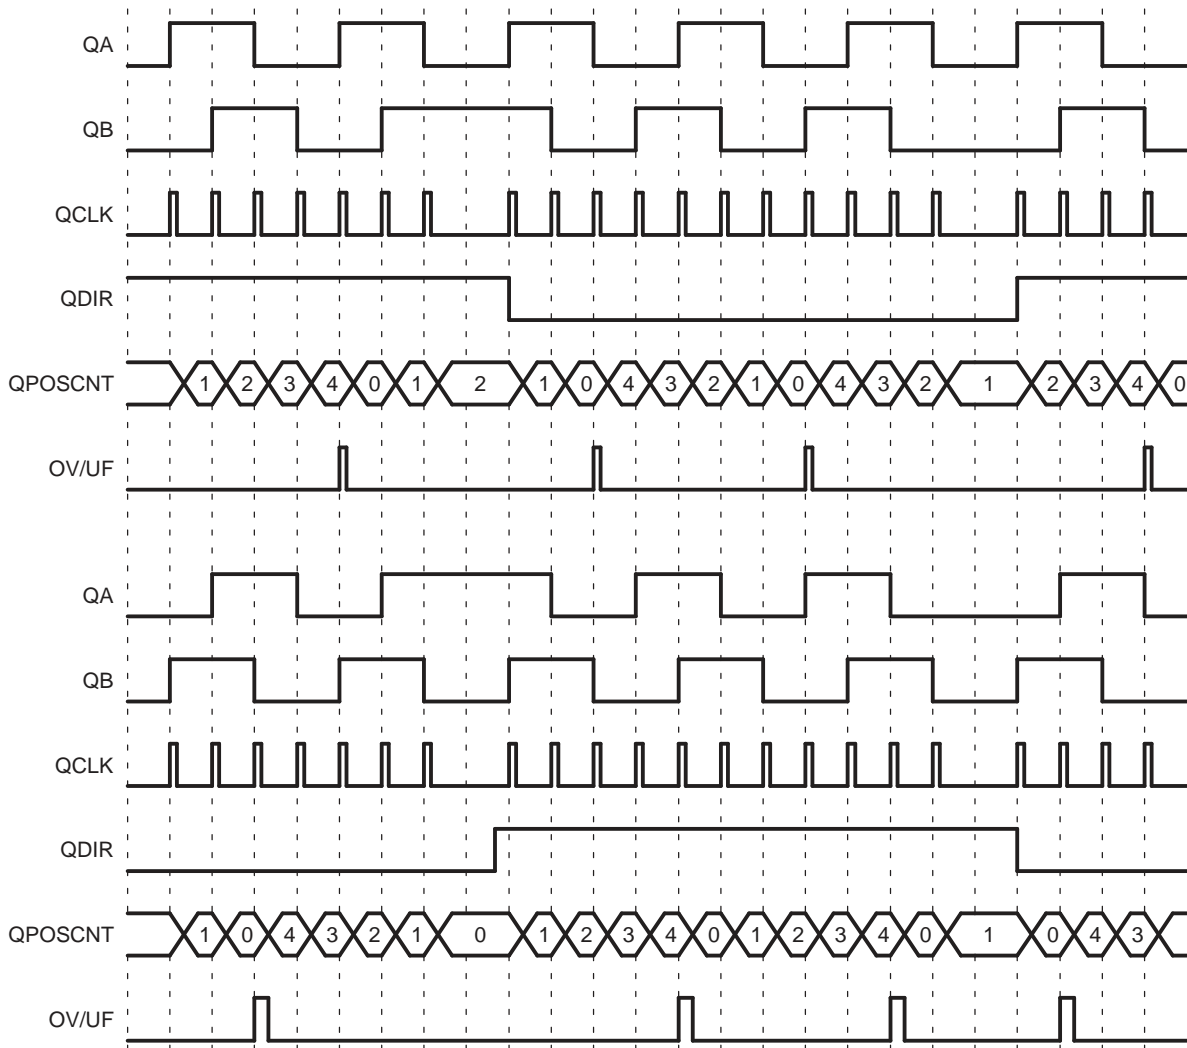 QA
QB
QCLK
QDIR
QPOSCNT 1 2 3 4 0 1 2 1 0 4 3 2 1 0 4 3 2 1 2 3 4 0
OV/UF
QA
QB
QCLK
QDIR
QPOSCNT 1 0 4 3 2 1 0 1 2 3 4 0 1 2 3 4 0 1 0 4 3
OV/UF